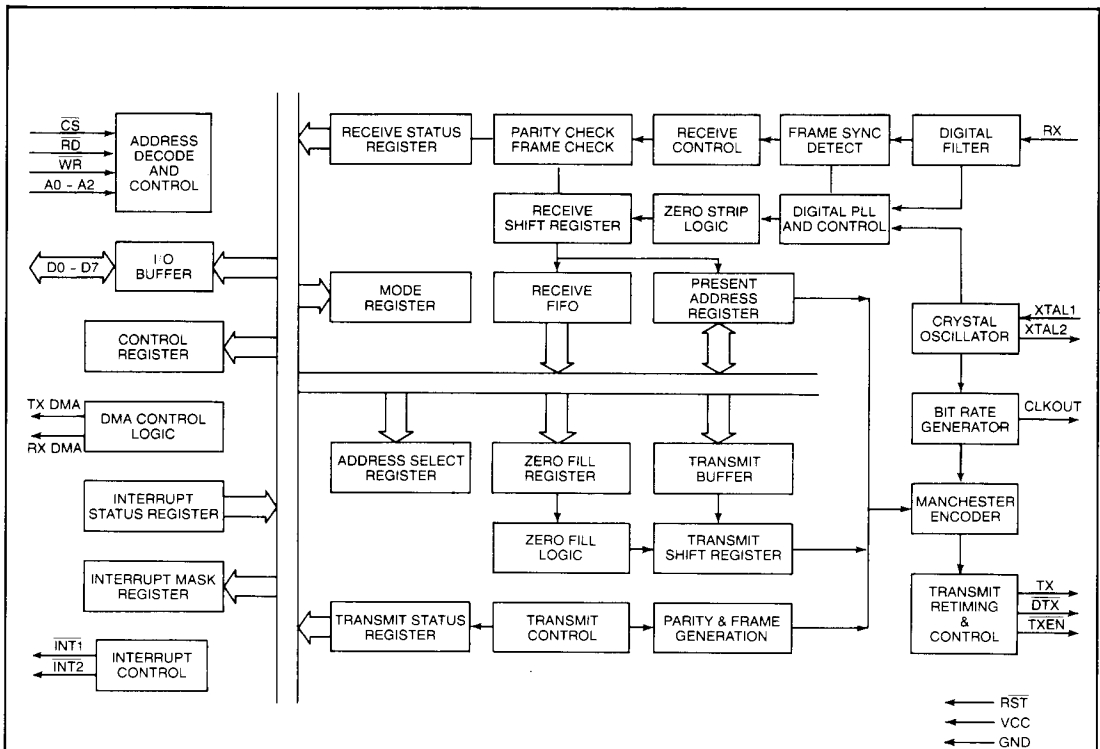 CS
RD
WR
A0 - A2
ADDRESS
DECODE
AND
CONTROL
D0 - D7
I/O
BUFFER
CONTROL
REGISTER
TX DMA
RX DMA
DMA CONTROL
LOGIC
INTERRUPT
STATUS REGISTER
INTERRUPT MASK
REGISTER
INT1
INT2
INTERRUPT
CONTROL
RECEIVE STATUS
REGISTER
PARITY CHECK
FRAME CHECK
RECEIVE
CONTROL
FRAME SYNC
DETECT
DIGITAL
FILTER
RX
RECEIVE
SHIFT REGISTER
ZERO STRIP
LOGIC
DIGITAL PLL
AND CONTROL
MODE
REGISTER
RECEIVE
FIFO
PRESENT
ADDRESS
REGISTER
CRYSTAL
OSCILLATOR
XTAL1
XTAL2
BIT RATE
GENERATOR
CLKOUT
ADDRESS SELECT
REGISTER
ZERO FILL
REGISTER
TRANSMIT
BUFFER
MANCHESTER
ENCODER
ZERO FILL
LOGIC
TRANSMIT
SHIFT REGISTER
TRANSMIT STATUS
REGISTER
TRANSMIT
CONTROL
PARITY & FRAME
GENERATION
TRANSMIT
RETIMING
&
CONTROL
TX
DTX
TXEN
RST
VCC
GND